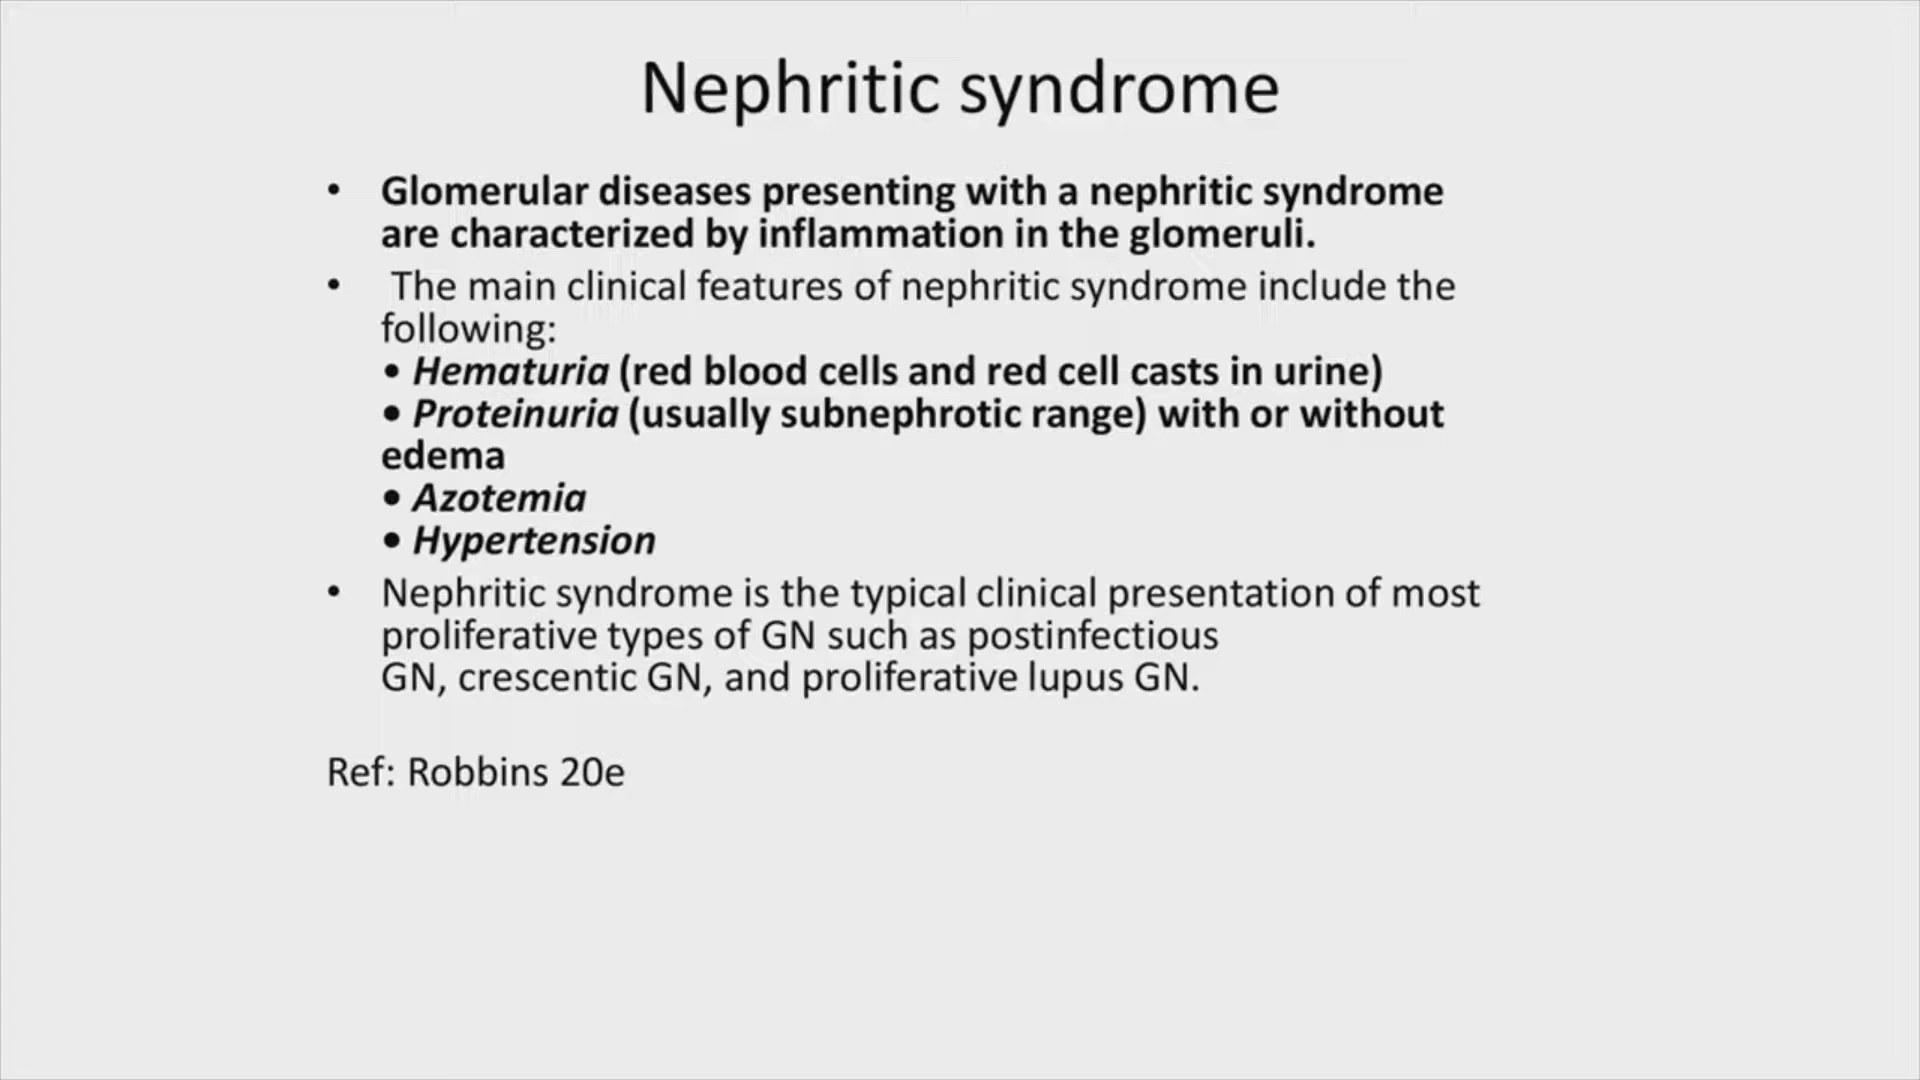 Nephritic syndrome
• Glomerular diseases presenting with a nephritic syndrome
are characterized by inflammation in the glomeruli.
• The main clinical features of nephritic syndrome include the
following:
• Hematuria (red blood cells and red cell casts in urine)
• Proteinuria (usually subnephrotic range) with or without
edema
• Azotemia
• Hypertension
• Nephritic syndrome is the typical clinical presentation of most
proliferative types of GN such as postinfectious
GN, crescentic GN, and proliferative lupus GN.
Ref: Robbins 20e